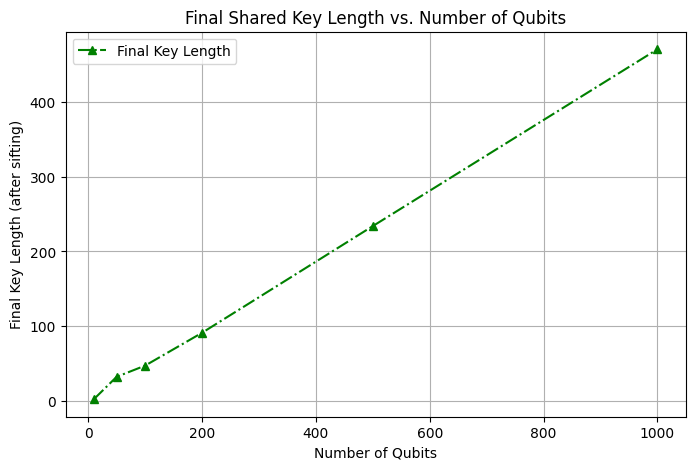 Final Shared Key Length vs. Number of Qubits
Final Key Length
Final Key Length (after sifting)
400
300
200
100
0
0 200 400 600 800 1000
Number of Qubits